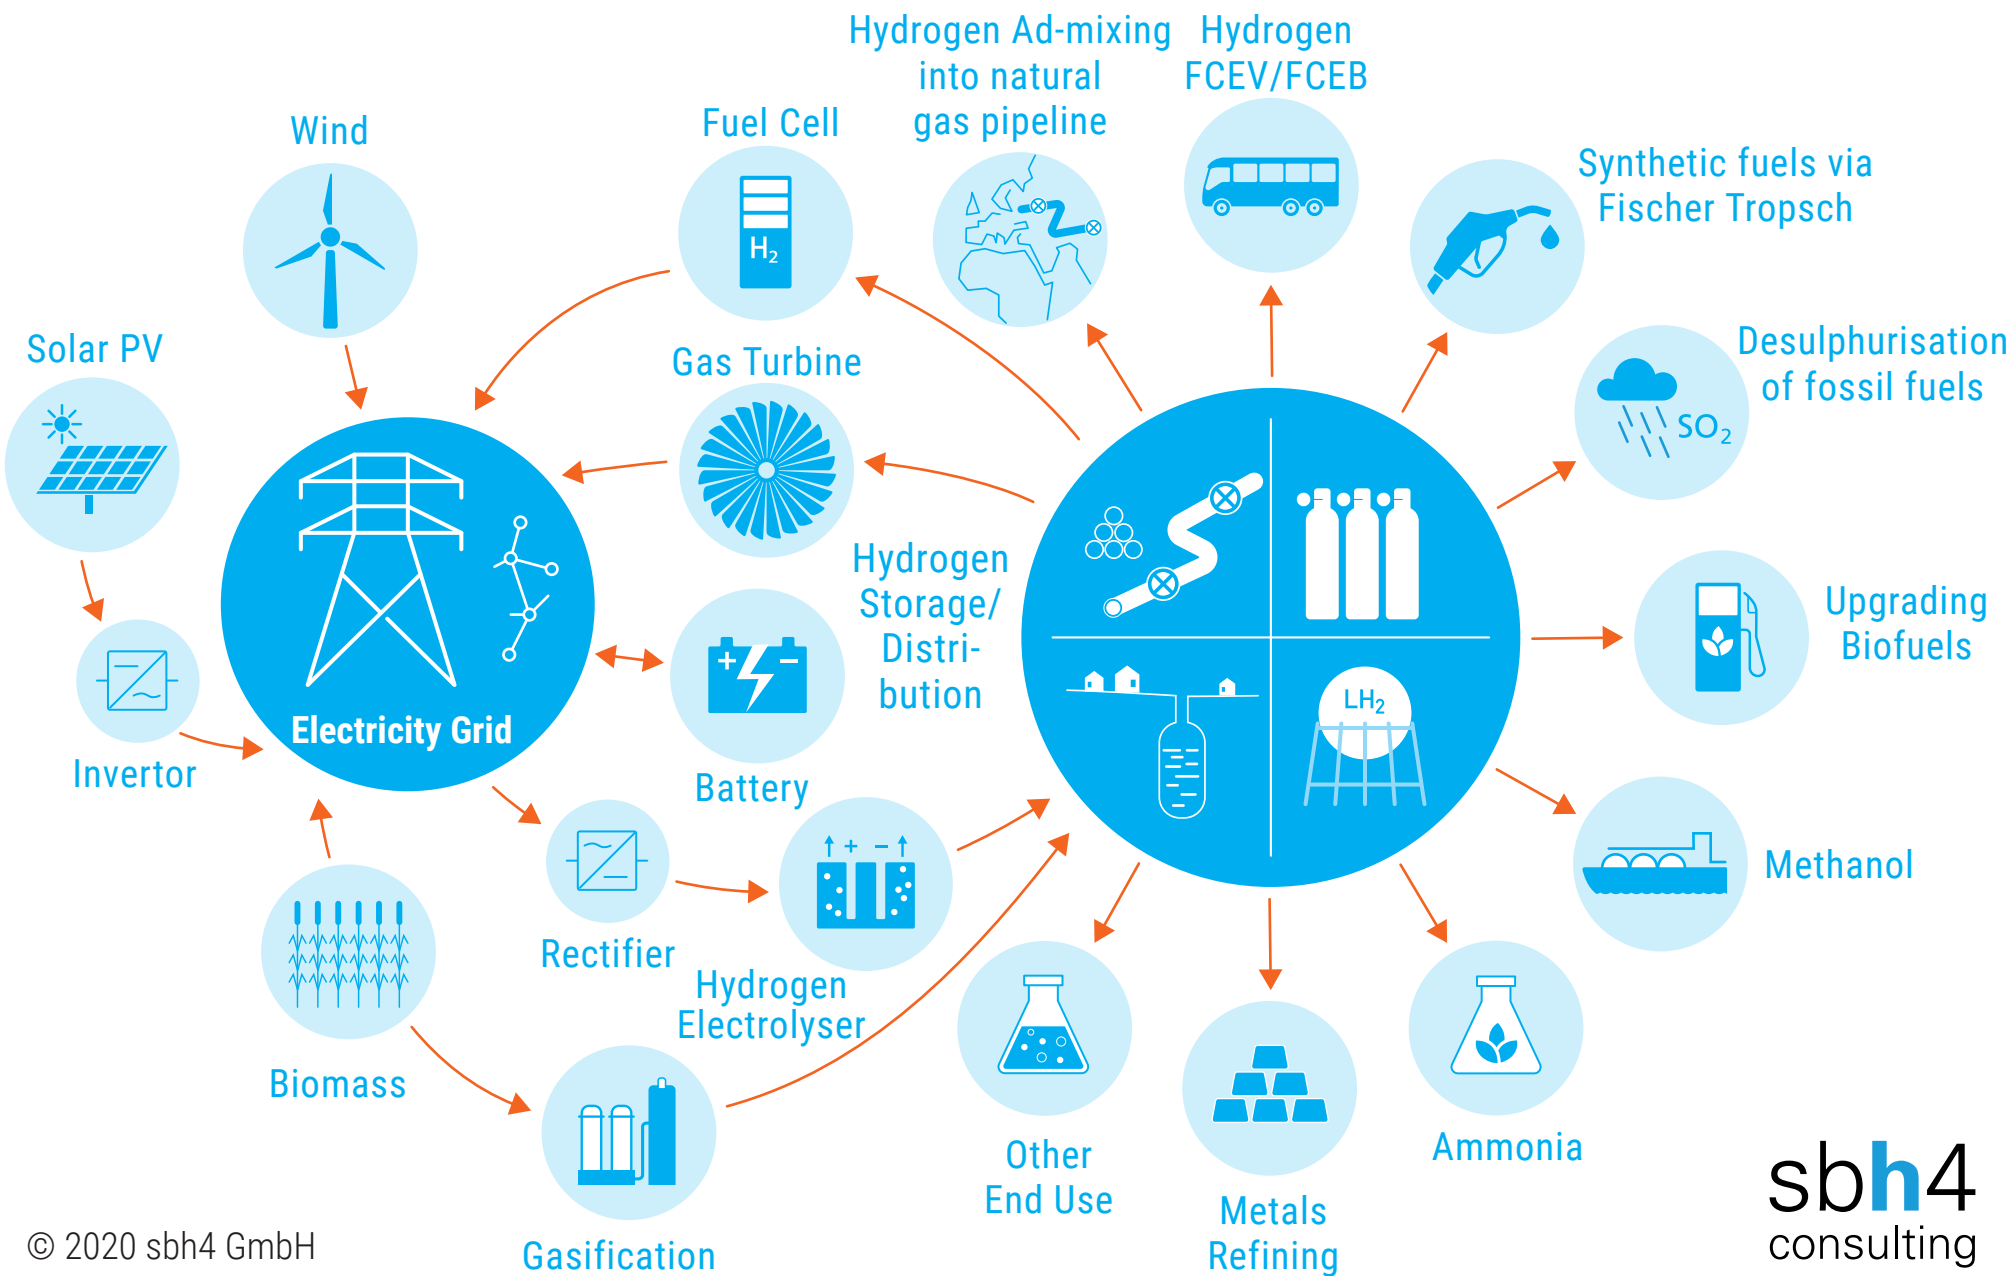 Hydrogen Ad-mixing
into natural
gas pipeline
Hydrogen
FCEV/FCEB
Fuel Cell
H₂
Wind
Synthetic fuels via
Fischer Tropsch
Solar PV
Gas Turbine
Desulphurisation
of fossil fuels
SO₂
Hydrogen
Storage/
Distri-
bution
Upgrading
Biofuels
LH₂
Electricity Grid
+ −
Battery
Invertor
+ −
Rectifier
Hydrogen
Electrolyser
Methanol
Biomass
Gasification
Other
End Use
Metals
Refining
Ammonia
sbh4
consulting
© 2020 sbh4 GmbH